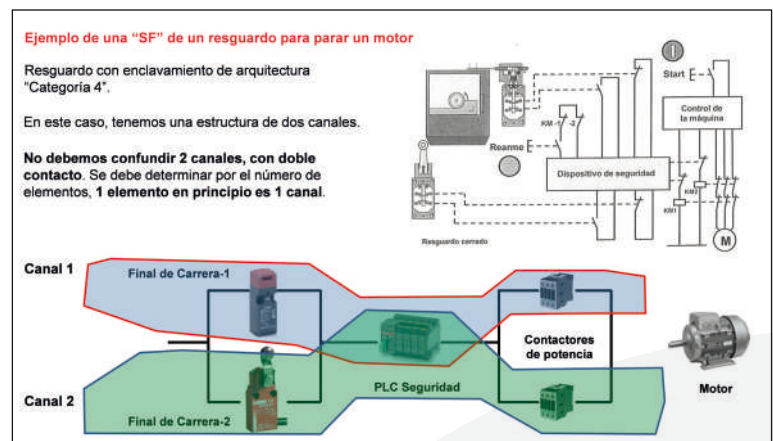 Ejemplo de una “SF” de un resguardo para parar un motor
Resguardo con enclavamiento de arquitectura
“Categoría 4”.
En este caso, tenemos una estructura de dos canales.
No debemos confundir 2 canales, con doble
contacto. Se debe determinar por el número de
elementos, 1 elemento en principio es 1 canal.
Start
Control de
la máquina
KM -1
-2
Rearme
Dispositivo de seguridad
KM2
KM1
M
Resguardo cerrado
Canal 1
Final de Carrera-1
Contactores
de potencia
PLC Seguridad
Motor
Canal 2
Final de Carrera-2